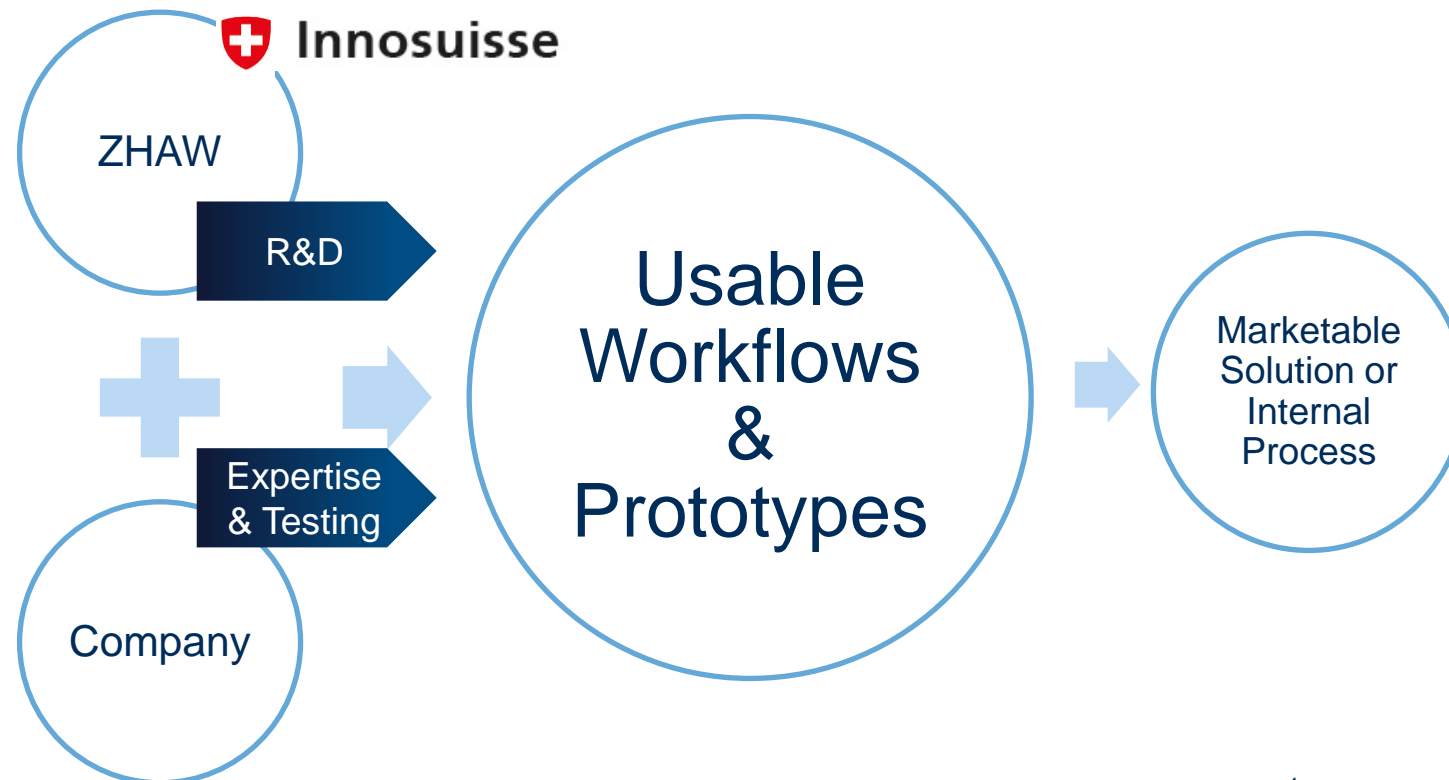 Innosuisse
ZHAW
R&D
Expertise
& Testing
Company
Usable
Workflows
&
Prototypes
Marketable
Solution or
Internal
Process